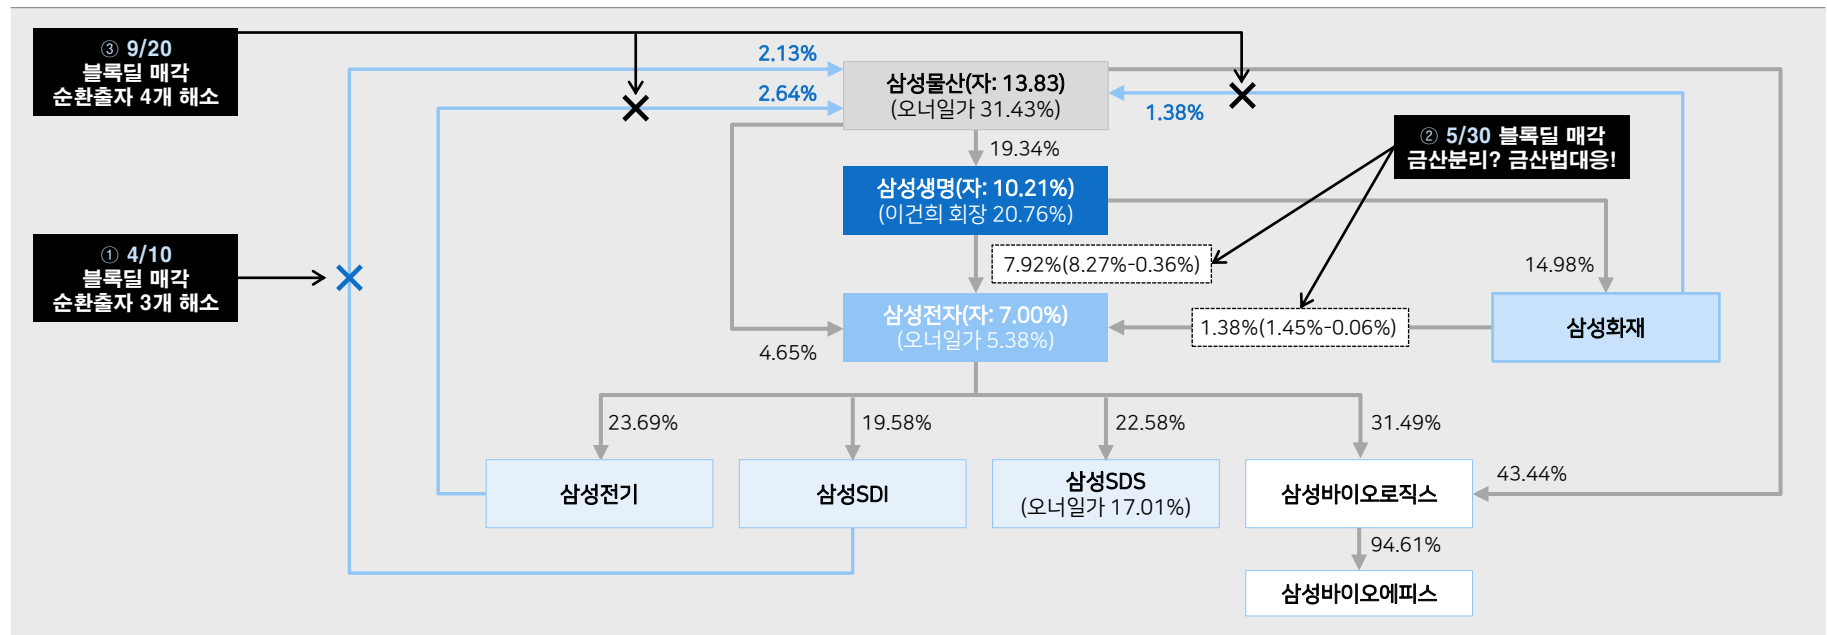 ③ 9/20
블록딜 매각
순환출자 4개 해소
2.13%
2.64%
삼성물산(자: 13.83)
(오너일가 31.43%)
1.38%
② 5/30 블록딜 매각
금산분리? 금산법대응!
19.34%
삼성생명(자: 10.21%)
(이건희 회장 20.76%)
① 4/10
블록딜 매각
순환출자 3개 해소
7.92%(8.27%-0.36%)
14.98%
삼성전자(자: 7.00%)
(오너일가 5.38%)
1.38%(1.45%-0.06%)
삼성화재
4.65%
23.69%
19.58%
22.58%
31.49%
43.44%
삼성전기
삼성SDI
삼성SDS
(오너일가 17.01%)
삼성바이오로직스
94.61%
삼성바이오에피스